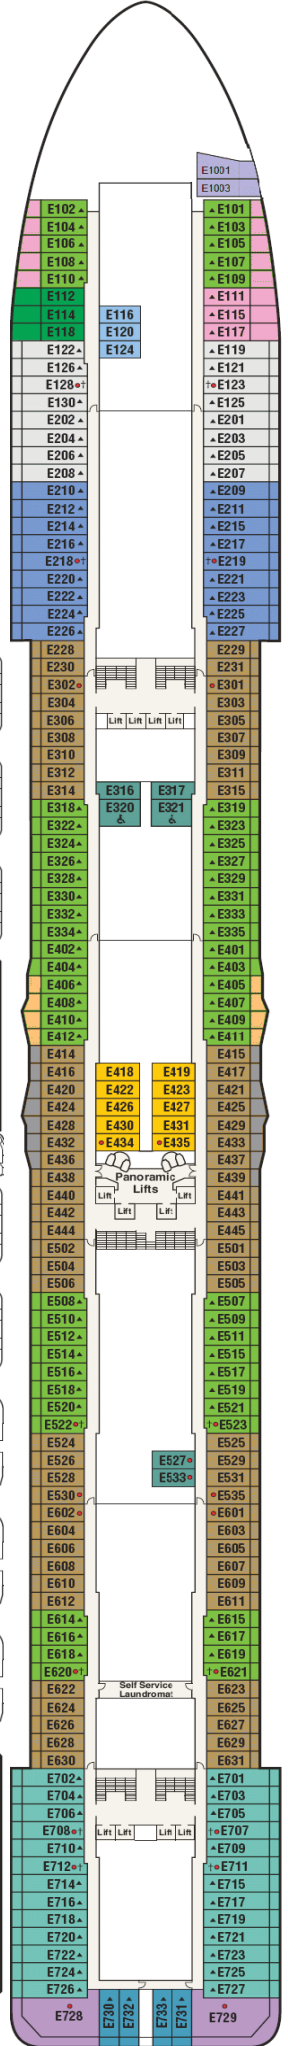 E1001
E1003
E102 E101
E104 E103
E106 E105
E108 E107
E110 E109
E112 E111
E114 E116 E115
E118 E120 E117
E122 E124 E119
E126 E121
E128 † † E123
E130 E125
E202 E201
E204 E203
E206 E205
E208 E207
E210 E209
E212 E211
E214 E215
E216 E217
E218 † † E219
E220 E221
E222 E223
E224 E225
E226 E227
E228 E229
E230 E231
E302 E301
E304 E303
E306 Lift Lift Lift Lift E305
E308 E307
E310 E309
E312 E311
E314 E316 E317 E315
E318 E320 E321 E319
E322 E323
E324 E325
E326 E327
E328 E329
E330 E331
E332 E333
E334 E335
E402 E401
E404 E403
E406 E405
E408 E407
E410 E409
E412 E411
E414 E415
E416 E418 E419 E417
E420 E422 E423 E421
E424 E426 E427 E425
E428 E430 E431 E429
E432 E434 E435 E433
E436 E437
E438 Panoramic E439
Lifts
E440 Lift Lift E441
E442 Lift Lift E443
E444 E445
E502 E501
E504 E503
E506 E505
E508 E507
E510 E509
E512 E511
E514 E515
E516 E517
E518 E519
E520 E521
E522 † † E523
E524 E525
E526 E527 E529
E528 E533 E531
E530 E535
E602 E601
E604 E603
E606 E605
E608 E607
E610 E609
E612 E611
E614 E615
E616 E617
E618 E619
E620 † † E621
E622 Self Service E623
Laundromat
E624 E625
E626 E627
E628 E629
E630 E631
E702 E701
E704 E703
E706 E705
E708 † Lift Lift Lift Lift † E707
E710 E709
E712 † † E711
E714 E715
E716 E717
E718 E719
E720 E721
E722 E723
E724 E725
E726 E727
E728 E730 E732 E733 E731 E729